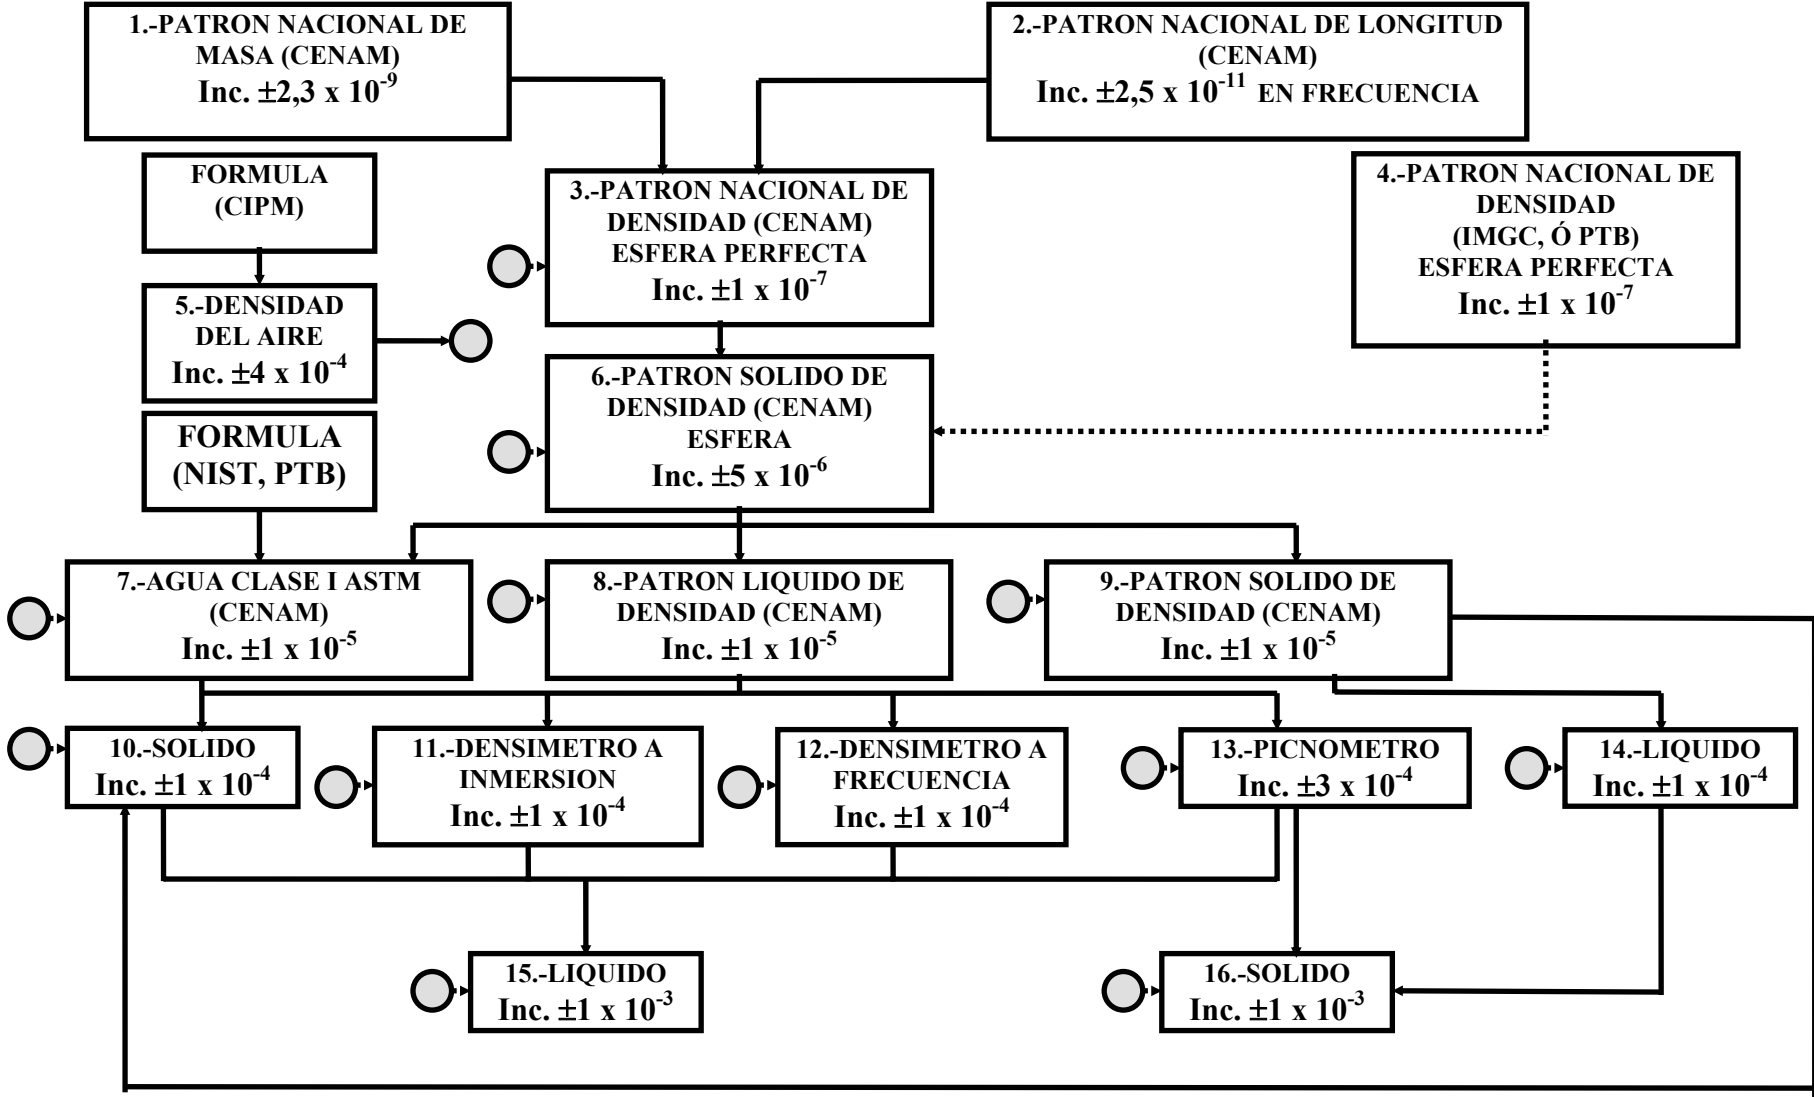 1.-PATRON NACIONAL DE
MASA (CENAM)
Inc. ±2,3 x 10⁻⁹
2.-PATRON NACIONAL DE LONGITUD
(CENAM)
Inc. ±2,5 x 10⁻¹¹ EN FRECUENCIA
FORMULA
(CIPM)
3.-PATRON NACIONAL DE
DENSIDAD (CENAM)
ESFERA PERFECTA
Inc. ±1 x 10⁻⁷
4.-PATRON NACIONAL DE
DENSIDAD
(IMGC, Ó PTB)
ESFERA PERFECTA
Inc. ±1 x 10⁻⁷
5.-DENSIDAD
DEL AIRE
Inc. ±4 x 10⁻⁴
6.-PATRON SOLIDO DE
DENSIDAD (CENAM)
ESFERA
Inc. ±5 x 10⁻⁶
FORMULA
(NIST, PTB)
7.-AGUA CLASE I ASTM
(CENAM)
Inc. ±1 x 10⁻⁵
8.-PATRON LIQUIDO DE
DENSIDAD (CENAM)
Inc. ±1 x 10⁻⁵
9.-PATRON SOLIDO DE
DENSIDAD (CENAM)
Inc. ±1 x 10⁻⁵
10.-SOLIDO
Inc. ±1 x 10⁻⁴
11.-DENSIMETRO A
INMERSION
Inc. ±1 x 10⁻⁴
12.-DENSIMETRO A
FRECUENCIA
Inc. ±1 x 10⁻⁴
13.-PICNOMETRO
Inc. ±3 x 10⁻⁴
14.-LIQUIDO
Inc. ±1 x 10⁻⁴
15.-LIQUIDO
Inc. ±1 x 10⁻³
16.-SOLIDO
Inc. ±1 x 10⁻³